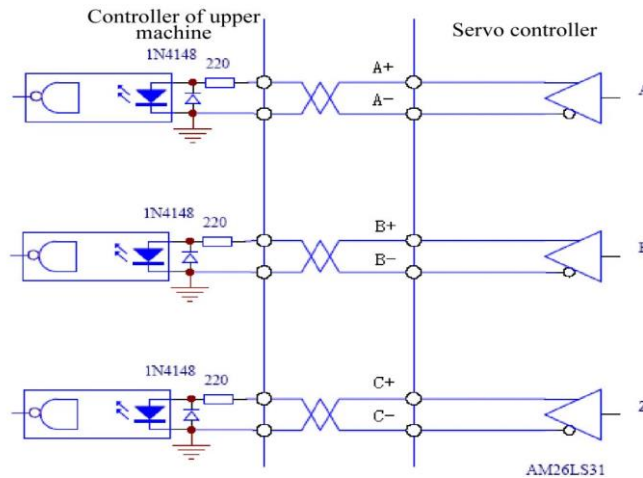 Controller of upper
machine
Servo controller
1N4148
220
A+
A-
1N4148
220
B+
B-
1N4148
220
C+
C-
AM26LS31